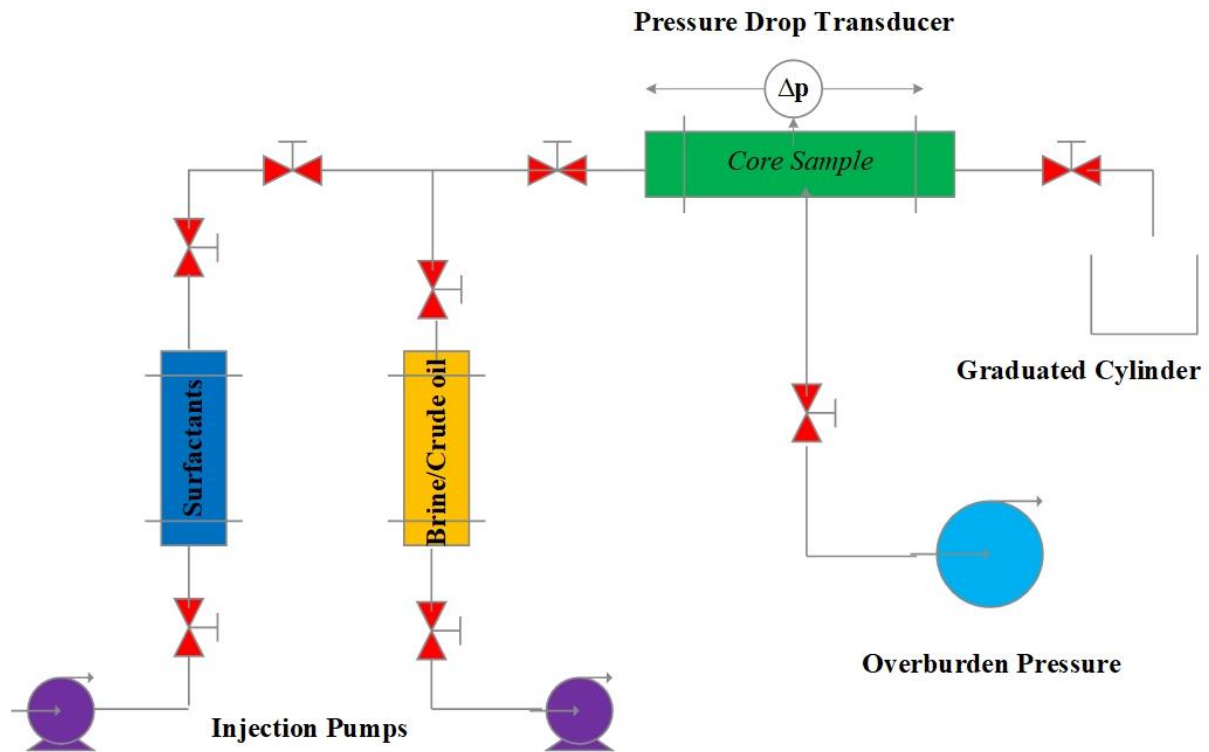 Pressure Drop Transducer
Δp
Core Sample
Graduated Cylinder
Surfactants
Brine/Crude oil
Overburden Pressure
Injection Pumps